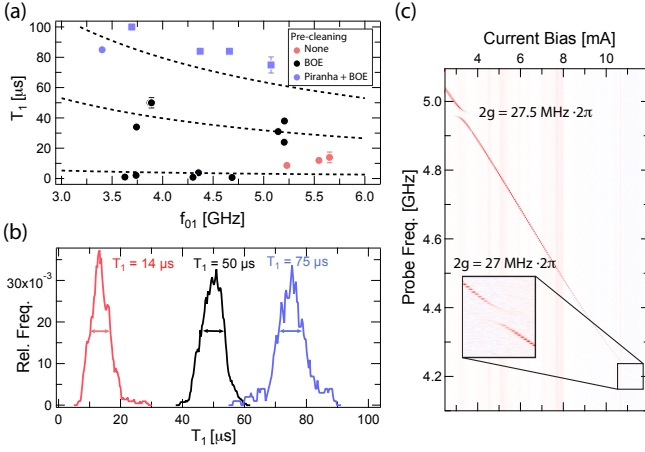 (a)
T1 [µs]
100
80
60
40
20
0
3.0 3.5 4.0 4.5 5.0 5.5 6.0
f01 [GHz]
Pre-cleaning
None
BOE
Piranha + BOE
(b)
Rel. Freq.
30x10-3
20
10
0
T1 = 14 µs
T1 = 50 µs
T1 = 75 µs
0 20 40 60 80 100
T1 [µs]
(c)
Current Bias [mA]
4 6 8 10
Probe Freq. [GHz]
5.0
4.8
4.6
4.4
4.2
2g = 27.5 MHz ·2π
2g = 27 MHz ·2π